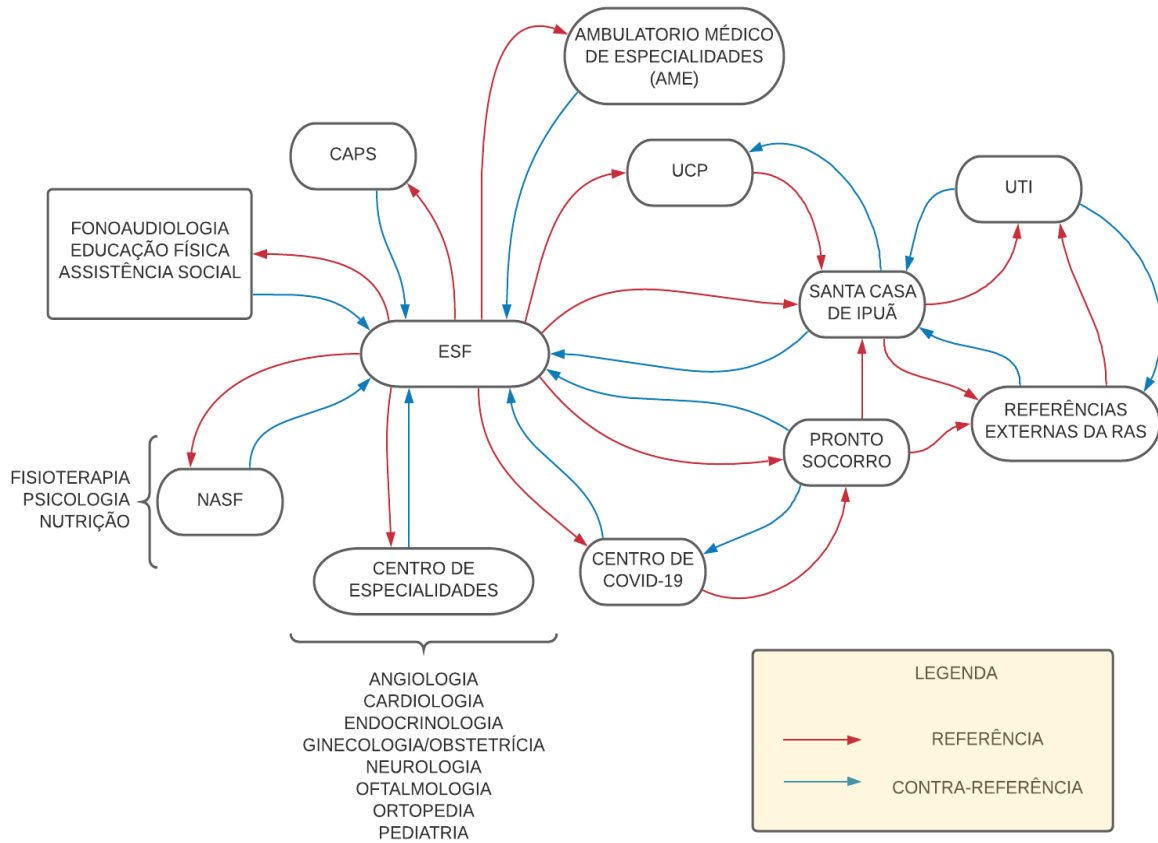 AMBULATORIO MÉDICO
DE ESPECIALIDADES
(AME)
CAPS
UCP
UTI
FONOAUDIOLOGIA
EDUCAÇÃO FÍSICA
ASSISTÊNCIA SOCIAL
SANTA CASA
DE IPUÃ
ESF
REFERÊNCIAS
EXTERNAS DA RAS
PRONTO
SOCORRO
FISIOTERAPIA
PSICOLOGIA
NUTRIÇÃO
NASF
CENTRO DE
ESPECIALIDADES
CENTRO DE
COVID-19
ANGIOLOGIA
CARDIOLOGIA
ENDOCRINOLOGIA
GINECOLOGIA/OBSTETRÍCIA
NEUROLOGIA
OFTALMOLOGIA
ORTOPEDIA
PEDIATRIA
LEGENDA
REFERÊNCIA
CONTRA-REFERÊNCIA